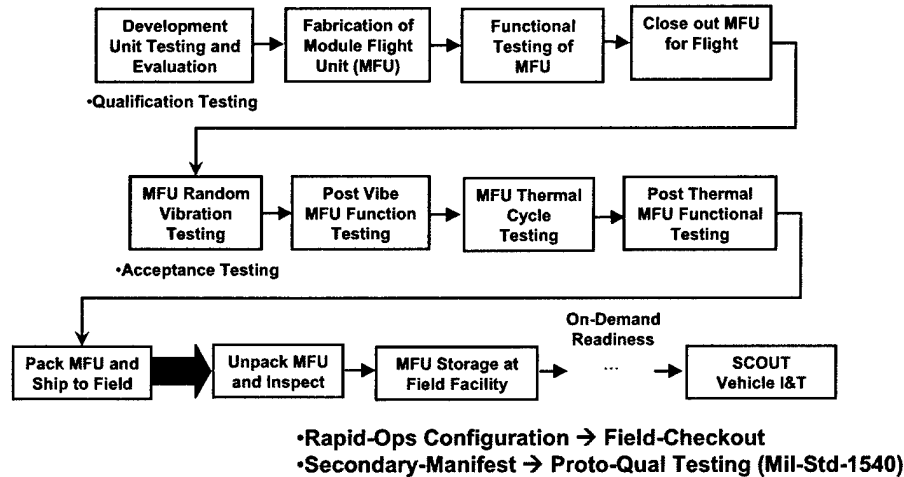 Development
Unit Testing and
Evaluation
Fabrication of
Module Flight
Unit (MFU)
Functional
Testing of
MFU
Close out MFU
for Flight
•Qualification Testing
MFU Random
Vibration
Testing
Post Vibe
MFU Function
Testing
MFU Thermal
Cycle
Testing
Post Thermal
MFU Functional
Testing
•Acceptance Testing
On-Demand
Readiness
Pack MFU and
Ship to Field
Unpack MFU
and Inspect
MFU Storage at
Field Facility
...
SCOUT
Vehicle I&T
•Rapid-Ops Configuration → Field-Checkout
•Secondary-Manifest → Proto-Qual Testing (Mil-Std-1540)